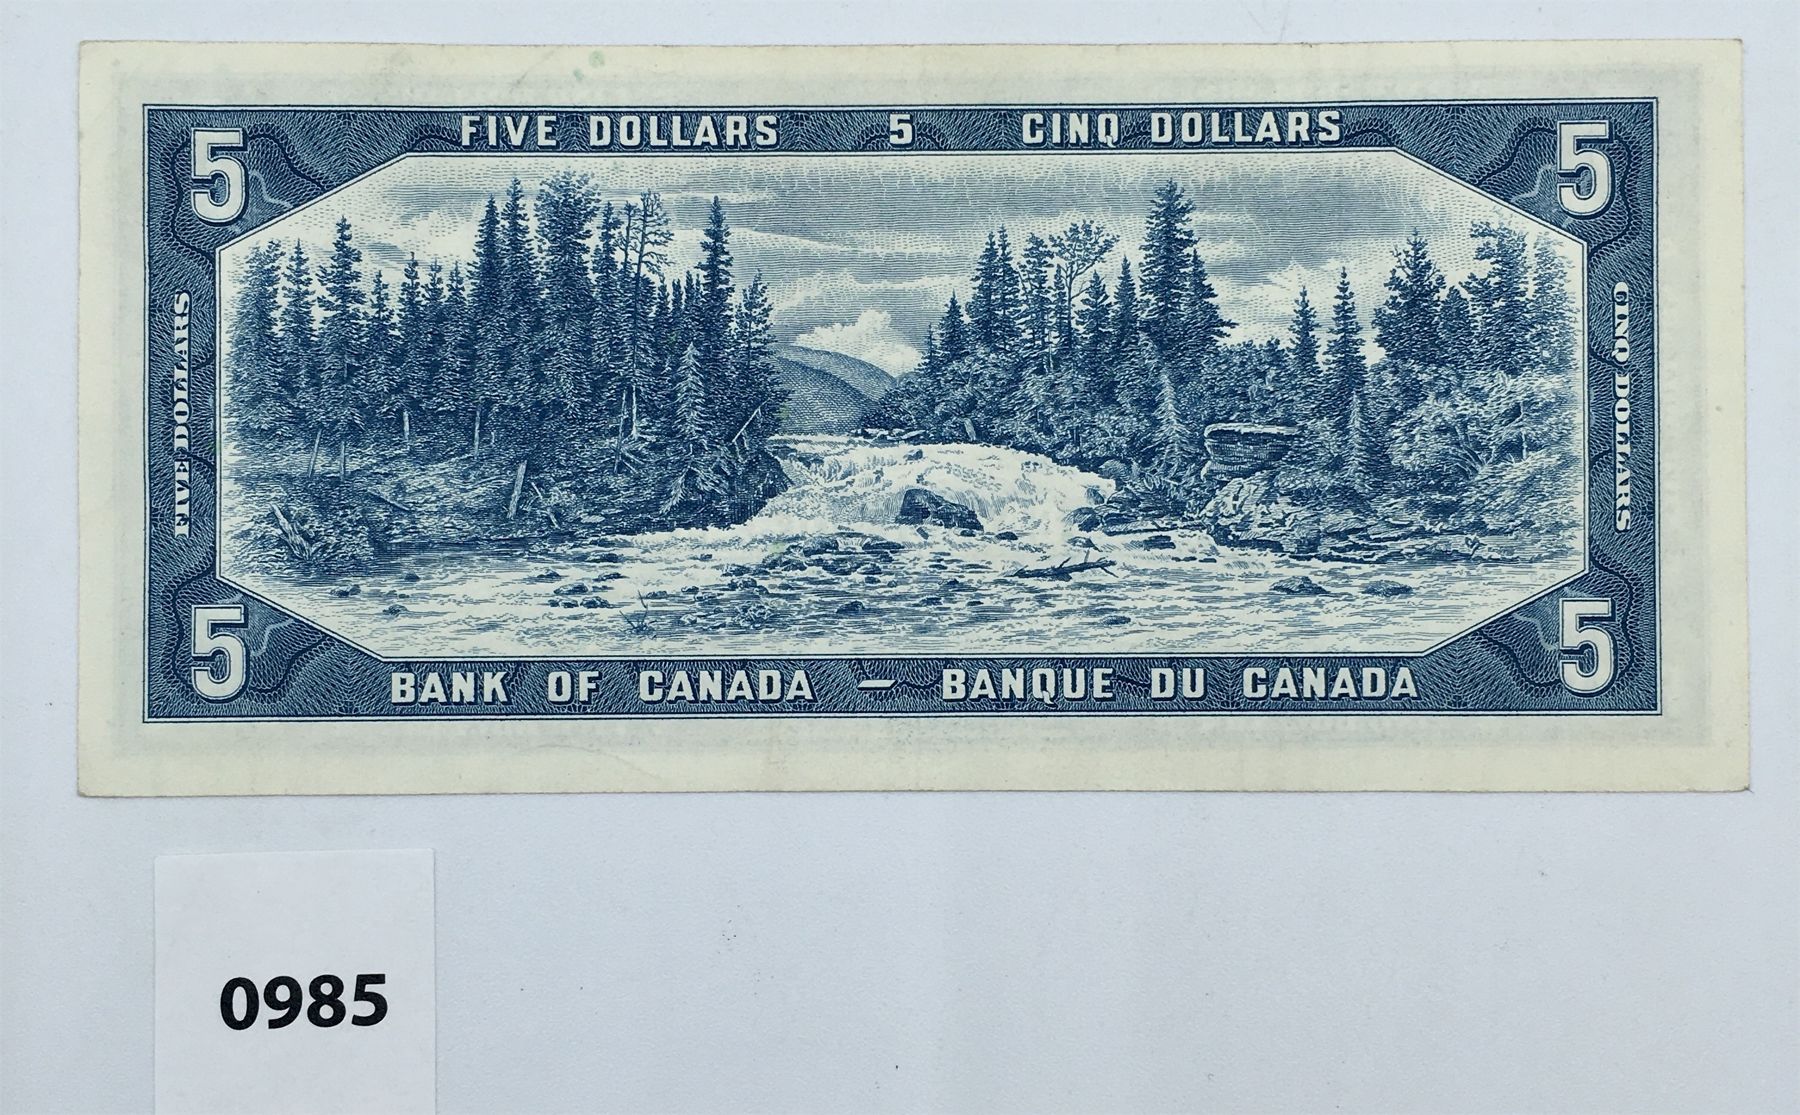 FIVE DOLLARS 5 CINQ DOLLARS
5 5
FIVE DOLLARS
CINQ DOLLARS
5 5
BANK OF CANADA – BANQUE DU CANADA
0985